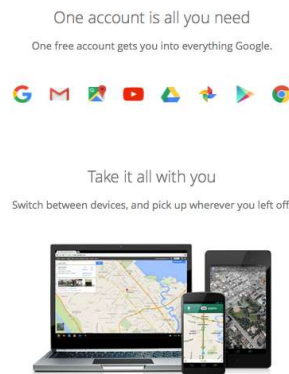 One account is all you need
One free account gets you into everything Google.
Take it all with you
Switch between devices, and pick up wherever you left off